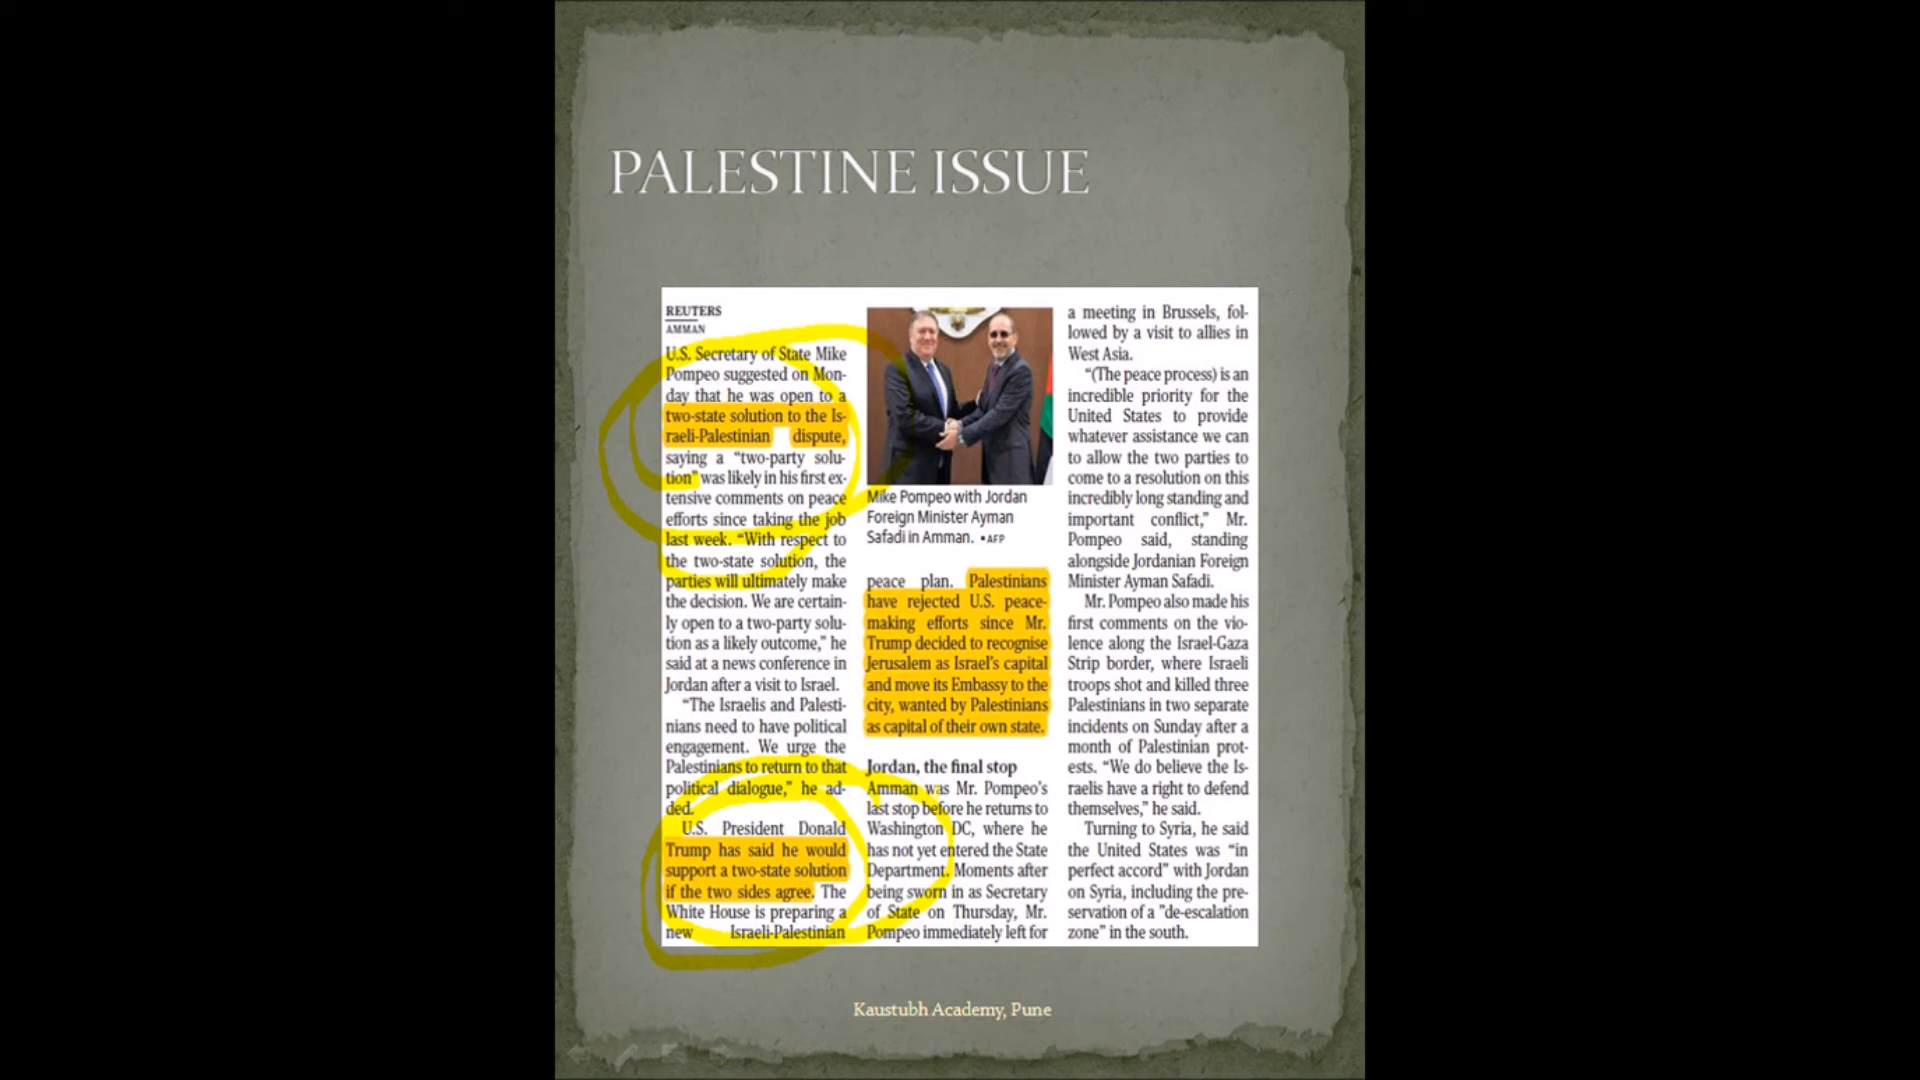 PALESTINE ISSUE
REUTERS
AMMAN
U.S. Secretary of State Mike
Pompeo suggested on Mon-
day that he was open to a
two-state solution to the Is-
raeli-Palestinian dispute,
saying a “two-party solu-
tion” was likely in his first ex-
tensive comments on peace
efforts since taking the job
last week. “With respect to
the two-state solution, the
parties will ultimately make
the decision. We are certain-
ly open to a two-party solu-
tion as a likely outcome,” he
said at a news conference in
Jordan after a visit to Israel.
“The Israelis and Palesti-
nians need to have political
engagement. We urge the
Palestinians to return to that
political dialogue,” he ad-
ded.
U.S. President Donald
Trump has said he would
support a two-state solution
if the two sides agree. The
White House is preparing a
new Israeli-Palestinian
Mike Pompeo with Jordan
Foreign Minister Ayman
Safadi in Amman. •AFP
peace plan. Palestinians
have rejected U.S. peace-
making efforts since Mr.
Trump decided to recognise
Jerusalem as Israel’s capital
and move its Embassy to the
city, wanted by Palestinians
as capital of their own state.
Jordan, the final stop
Amman was Mr. Pompeo’s
last stop before he returns to
Washington DC, where he
has not yet entered the State
Department. Moments after
being sworn in as Secretary
of State on Thursday, Mr.
Pompeo immediately left for
a meeting in Brussels, fol-
lowed by a visit to allies in
West Asia.
“(The peace process) is an
incredible priority for the
United States to provide
whatever assistance we can
to allow the two parties to
come to a resolution on this
incredibly long standing and
important conflict,” Mr.
Pompeo said, standing
alongside Jordanian Foreign
Minister Ayman Safadi.
Mr. Pompeo also made his
first comments on the vio-
lence along the Israel-Gaza
Strip border, where Israeli
troops shot and killed three
Palestinians in two separate
incidents on Sunday after a
month of Palestinian prot-
ests. “We do believe the Is-
raelis have a right to defend
themselves,” he said.
Turning to Syria, he said
the United States was “in
perfect accord” with Jordan
on Syria, including the pre-
servation of a ”de-escalation
zone” in the south.
Kaustubh Academy, Pune